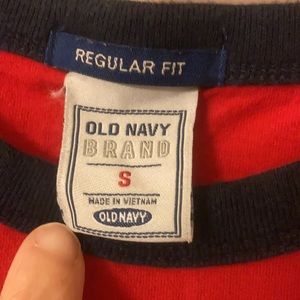 REGULAR FIT
OLD NAVY
BRAND
S
MADE IN VIETNAM
OLD NAVY